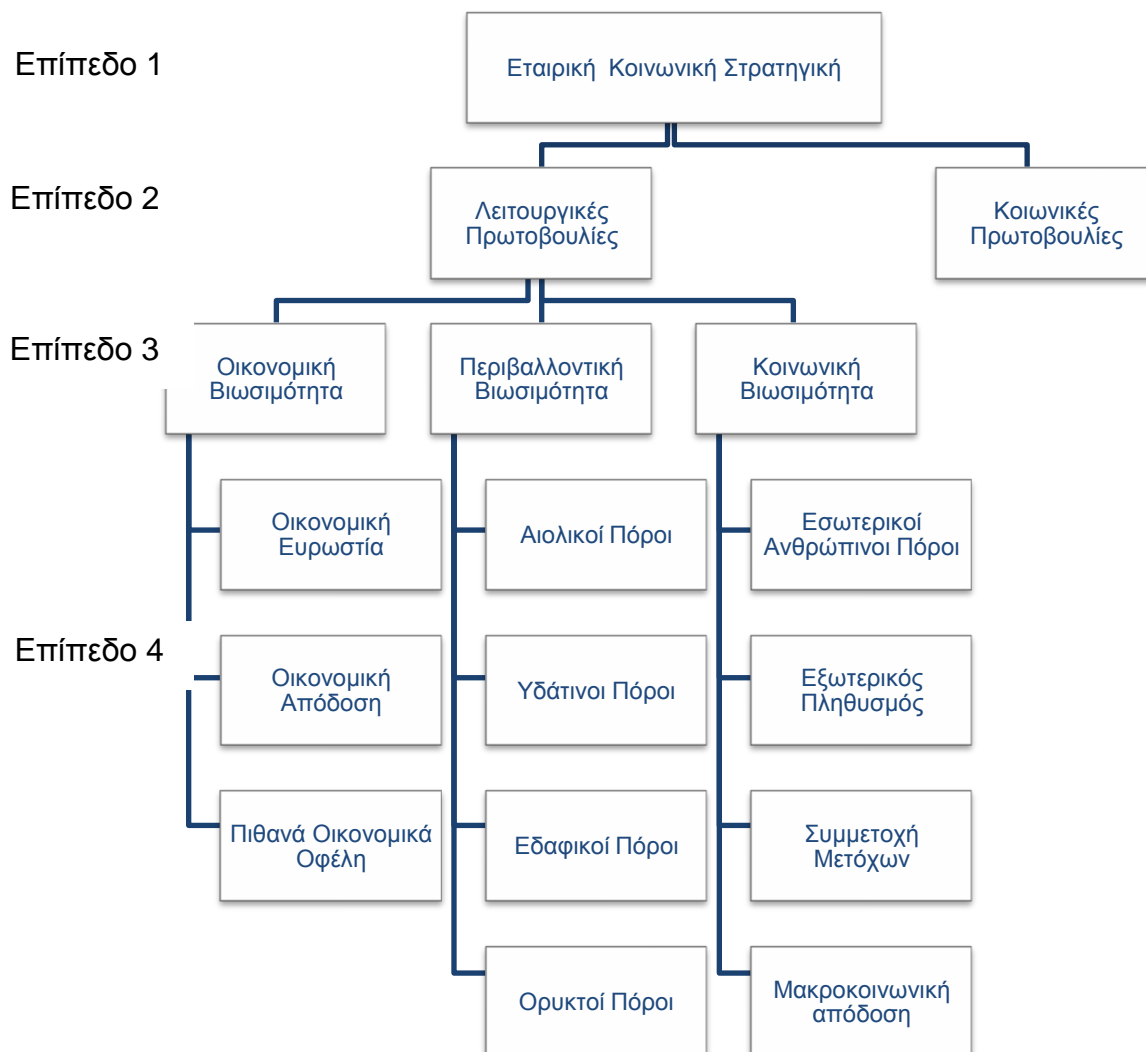 Επίπεδο 1
Εταιρική Κοινωνική Στρατηγική
Επίπεδο 2
Λειτουργικές
Πρωτοβουλίες
Κοιωνικές
Πρωτοβουλίες
Επίπεδο 3
Οικονομική
Βιωσιμότητα
Περιβαλλοντική
Βιωσιμότητα
Κοινωνική
Βιωσιμότητα
Οικονομική
Ευρωστία
Αιολικοί Πόροι
Εσωτερικοί
Ανθρώπινοι Πόροι
Επίπεδο 4
Οικονομική
Απόδοση
Υδάτινοι Πόροι
Εξωτερικός
Πληθυσμός
Πιθανά Οικονομικά
Οφέλη
Εδαφικοί Πόροι
Συμμετοχή
Μετόχων
Ορυκτοί Πόροι
Μακροκοινωνική
απόδοση